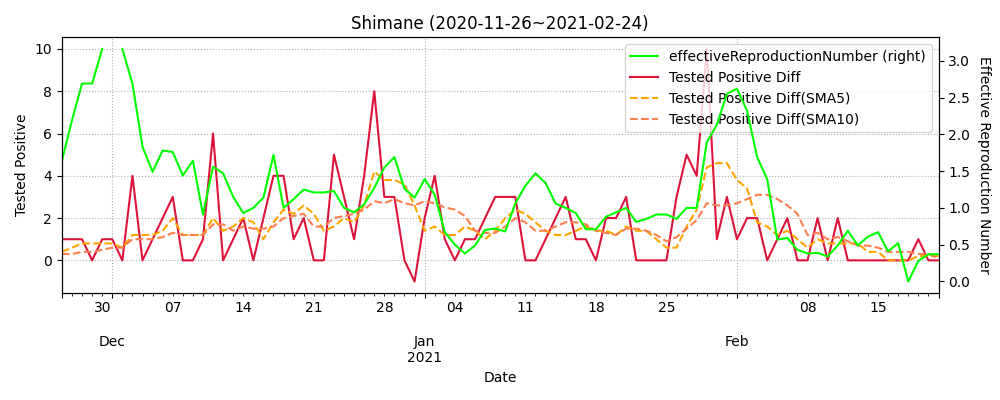 Shimane (2020-11-26~2021-02-24)
effectiveReproductionNumber (right)
Tested Positive Diff
Tested Positive Diff(SMA5)
Tested Positive Diff(SMA10)
Tested Positive
10
8
6
4
2
0
Effective Reproduction Number
3.0
2.5
2.0
1.5
1.0
0.5
0.0
30 07 14 21 28 04 11 18 25 08 15
Dec Jan Feb
2021
Date